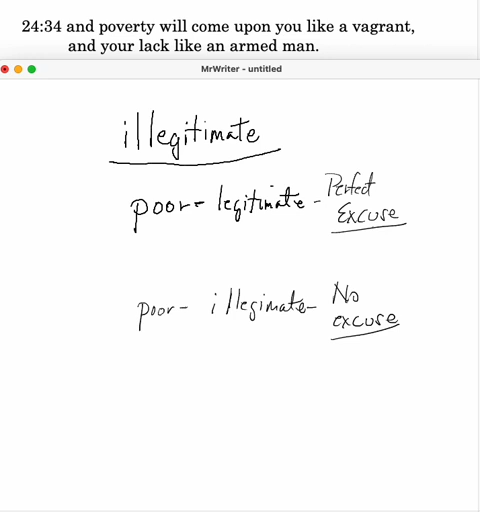 24:34 and poverty will come upon you like a vagrant,
and your lack like an armed man.
MrWriter - untitled
illegitimate
poor- legitimate - Perfect
Excuse
poor- illegimate- No
excuse